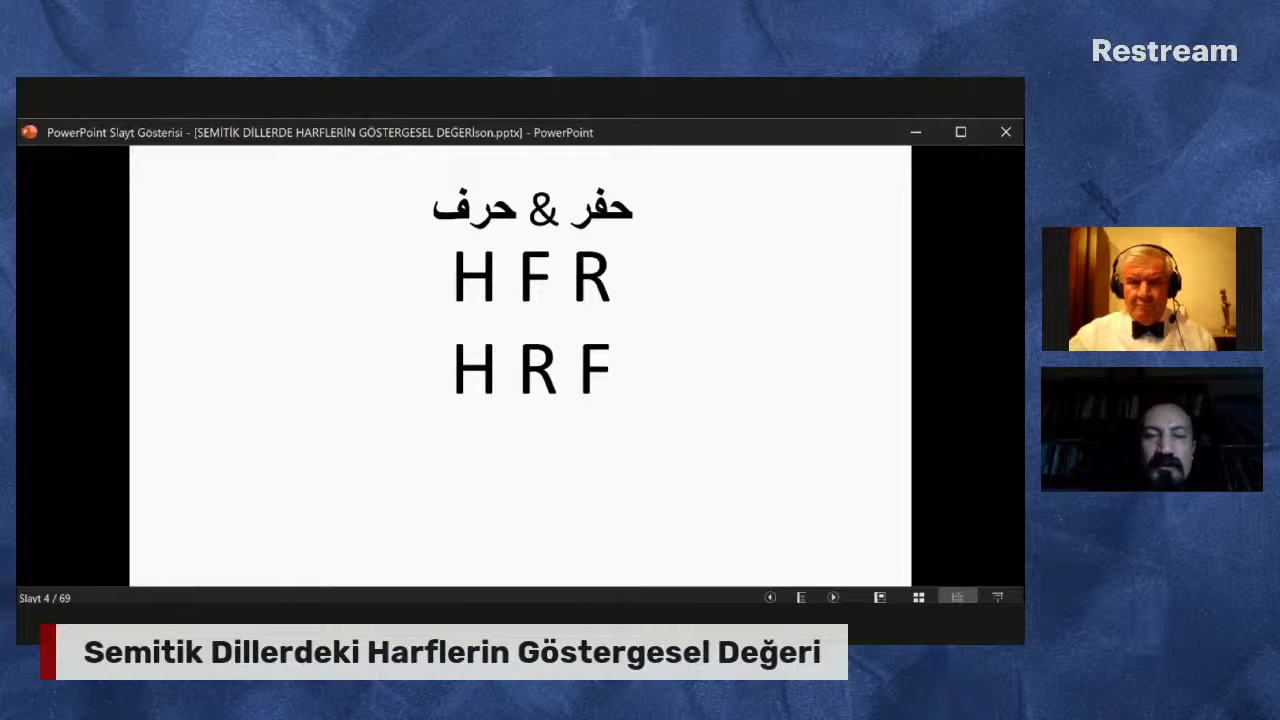 Restream
PowerPoint Slayt Gösterisi - [SEMİTİK DİLLERDE HARFLERİN GÖSTERGESEL DEĞERİson.pptx] - PowerPoint
حفر & حرف
H F R
H R F
Slayt 4 / 69
Semitik Dillerdeki Harflerin Göstergesel Değeri